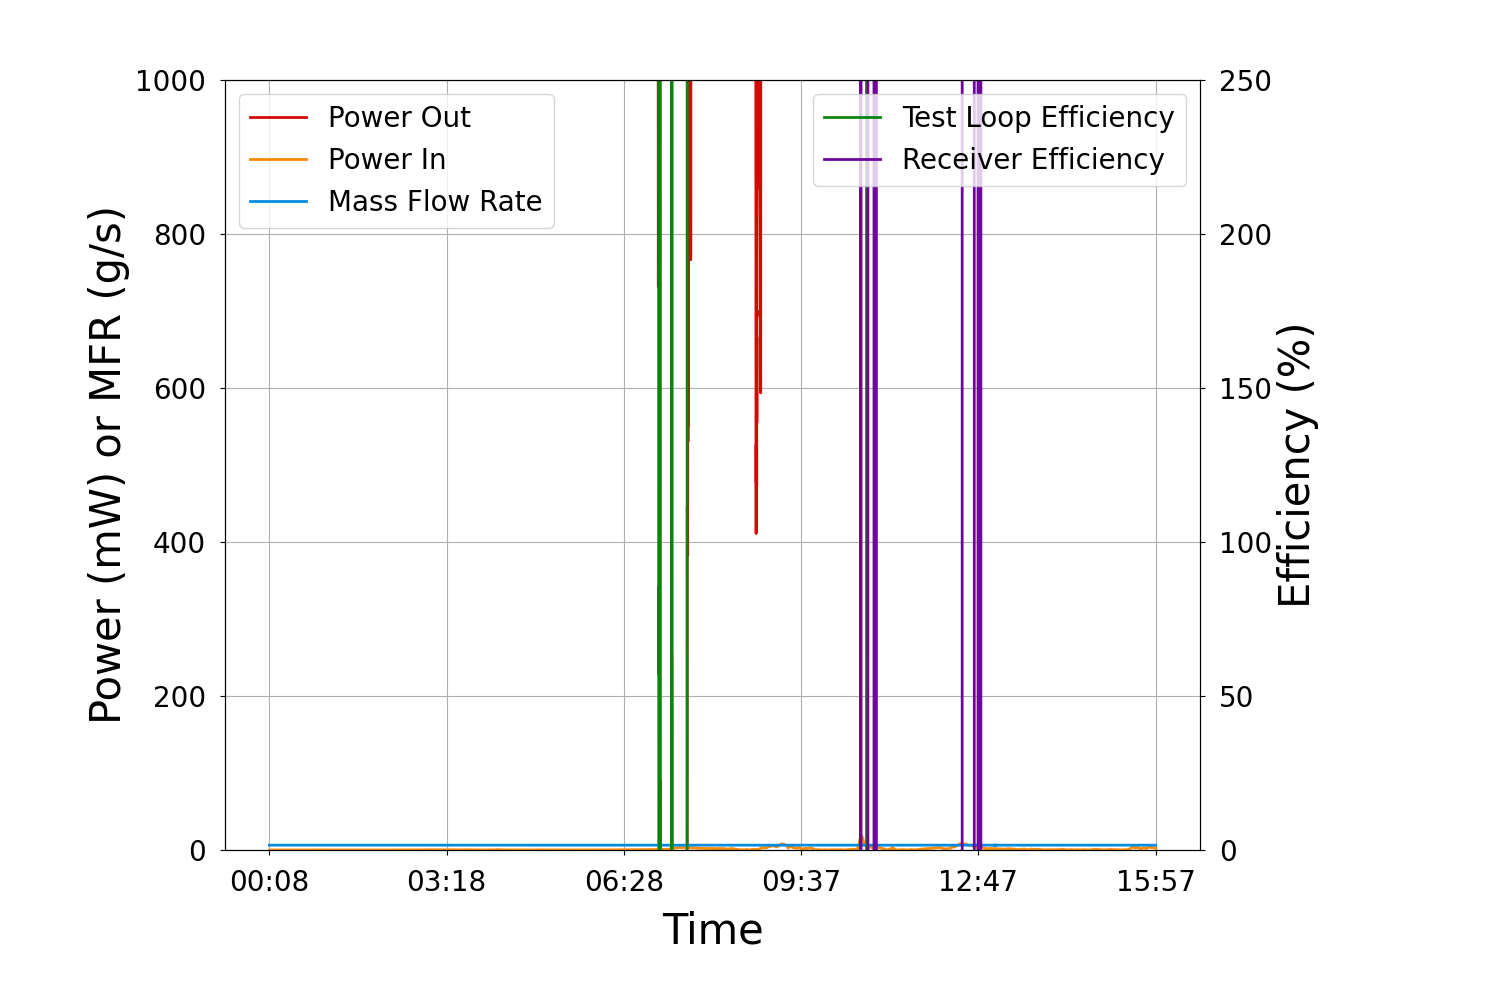 1000
800
600
400
200
0
Power (mW) or MFR (g/s)
Power Out
Power In
Mass Flow Rate
Test Loop Efficiency
Receiver Efficiency
250
200
150
100
50
0
Efficiency (%)
00:08 03:18 06:28 09:37 12:47 15:57
Time